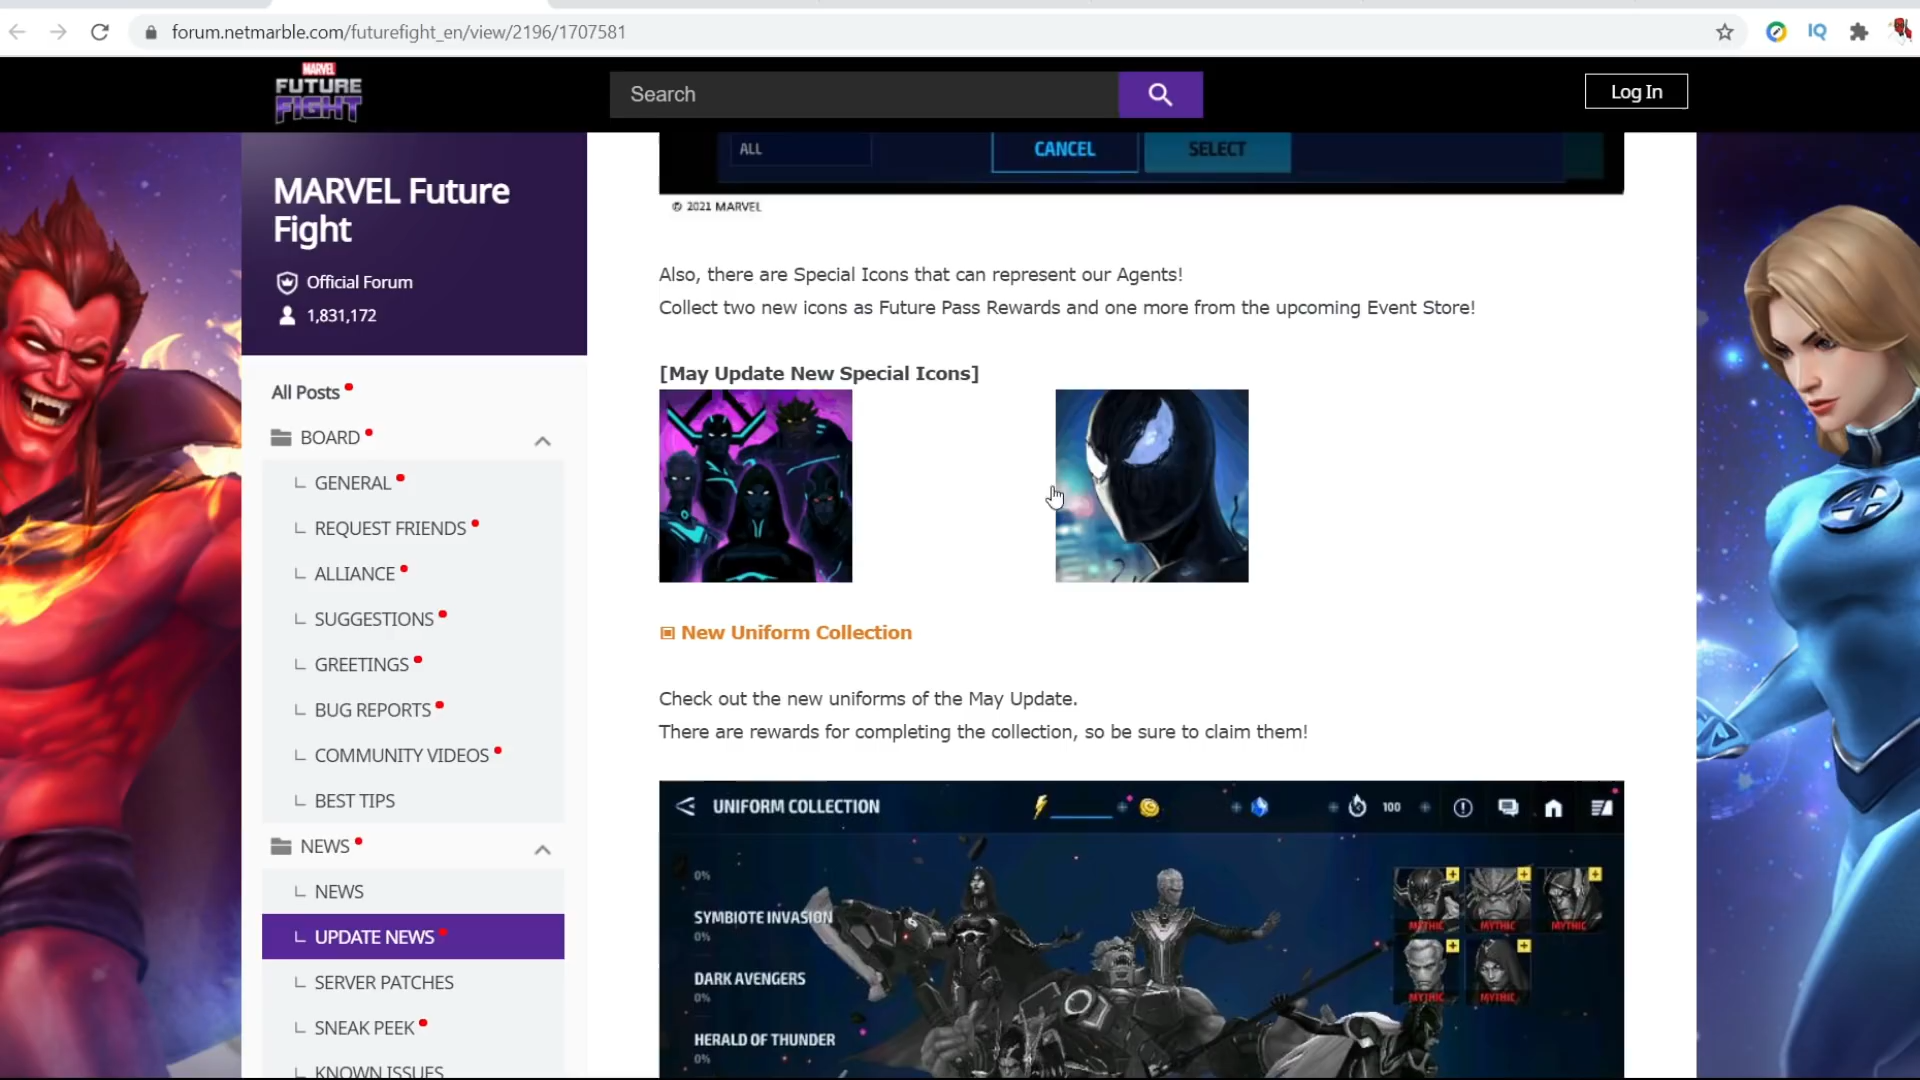 forum.netmarble.com/futurefight_en/view/2196/1707581
IQ
MARVEL
FUTURE
FIGHT
Search
Log In
MARVEL Future
Fight
Official Forum
1,831,172
All Posts
BOARD
GENERAL
REQUEST FRIENDS
ALLIANCE
SUGGESTIONS
GREETINGS
BUG REPORTS
COMMUNITY VIDEOS
BEST TIPS
NEWS
NEWS
UPDATE NEWS
SERVER PATCHES
SNEAK PEEK
KNOWN ISSUES
ALL
CANCEL
SELECT
© 2021 MARVEL
Also, there are Special Icons that can represent our Agents!
Collect two new icons as Future Pass Rewards and one more from the upcoming Event Store!
[May Update New Special Icons]
New Uniform Collection
Check out the new uniforms of the May Update.
There are rewards for completing the collection, so be sure to claim them!
UNIFORM COLLECTION
100
0%
SYMBIOTE INVASION
0%
DARK AVENGERS
0%
HERALD OF THUNDER
0%
MYTHIC
MYTHIC
MYTHIC
MYTHIC
MYTHIC